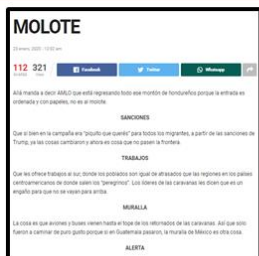 MOLOTE
23 enero, 2020 - 12:02 am
112 321
Facebook Twitter Whatsapp
Allá manda a decir AMLO que está regresando todo ese montón de hondureños porque la entrada es
ordenada y con papeles, no es al molote.
SANCIONES
Que si bien en la campaña era "piquito que querés" para todos los migrantes, a partir de las sanciones de
Trump, ya las cosas cambiaron y ahora es cosa que no pasen la frontera.
TRABAJOS
Que les ofrece trabajos al sur, donde los poblados son igual de atrasados que las regiones en los países
centroamericanos de donde salen los "peregrinos". Los líderes de las caravanas les dicen que es un
engaño para que no se vayan para arriba.
MURALLA
La cosa es que aviones y buses vienen hasta el tope de los retornados de las caravanas. Así que solo
fueron a caminar de puro gusto porque si en Guatemala pasaron, la muralla de México es otra cosa.
ALERTA